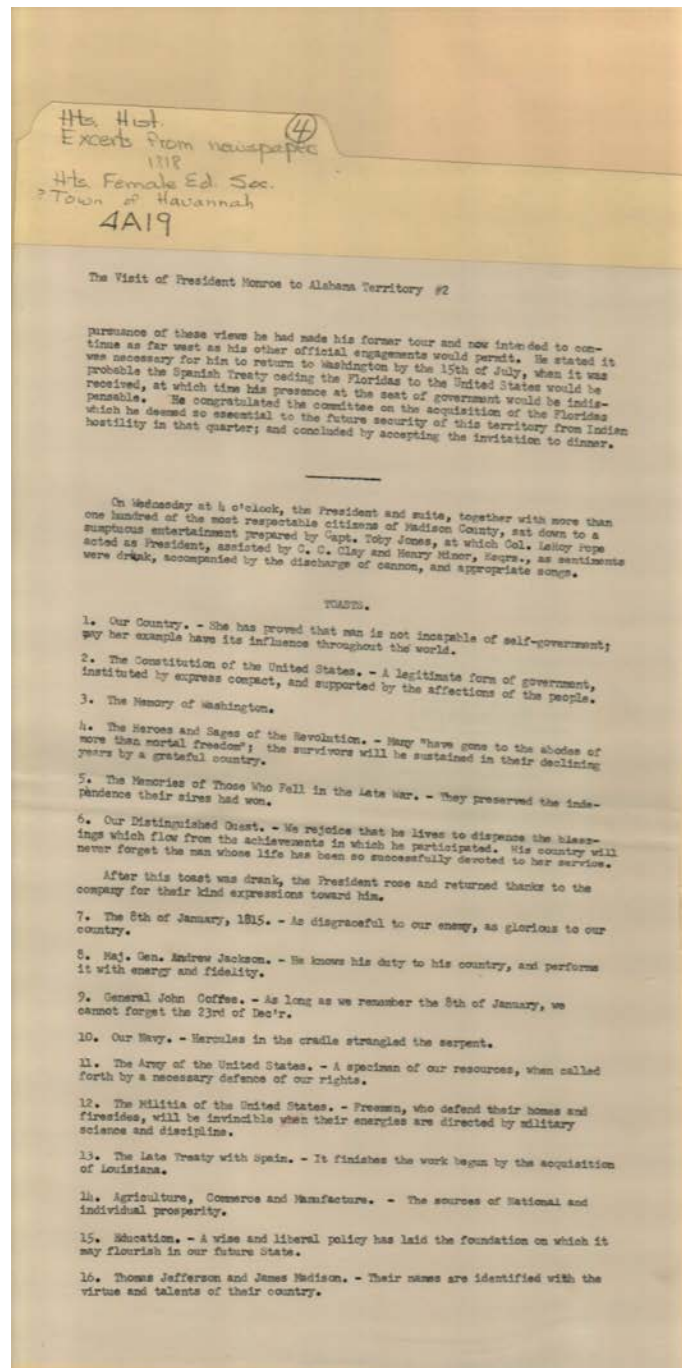 Hts. Hist. ④
Excerts from newspaper
1818
Hts. Female Ed. Soc.
? Town of Havannah
4A19
The Visit of President Monroe to Alabama Territory #2
pursuance of these views he had made his former tour and now intended to con-
tinue as far west as his other official engagements would permit. He stated it
was necessary for him to return to Washington by the 15th of July, when it was
probable the Spanish Treaty ceding the Floridas to the United States would be
received, at which time his presence at the seat of government would be indis-
pensable. He congratulated the committee on the acquisition of the Floridas
which he deemed so essential to the future security of this territory from Indian
hostility in that quarter; and concluded by accepting the invitation to dinner.
On Wednesday at 4 o'clock, the President and suite, together with more than
one hundred of the most respectable citizens of Madison County, sat down to a
sumptuous entertainment prepared by Capt. Toby Jones, at which Col. LeRoy Pope
acted as President, assisted by C. C. Clay and Henry Minor, Esqrs., as sentiments
were drank, accompanied by the discharge of cannon, and appropriate songs.
TOASTS.
1. Our Country. - She has proved that man is not incapable of self-government;
may her example have its influence throughout the world.
2. The Constitution of the United States. - A legitimate form of government,
instituted by express compact, and supported by the affections of the people.
3. The Memory of Washington.
4. The Heroes and Sages of the Revolution. - Many "have gone to the abodes of
more than mortal freedom"; the survivors will be sustained in their declining
years by a grateful country.
5. The Memories of Those Who Fell in the Late War. - They preserved the inde-
pendence their sires had won.
6. Our Distinguished Guest. - We rejoice that he lives to dispence the bless-
ings which flow from the achievements in which he participated. His country will
never forget the man whose life has been so successfully devoted to her service.
After this toast was drank, the President rose and returned thanks to the
company for their kind expressions toward him.
7. The 8th of January, 1815. - As disgraceful to our enemy, as glorious to our
country.
8. Maj. Gen. Andrew Jackson. - He knows his duty to his country, and performs
it with energy and fidelity.
9. General John Coffee. - As long as we remember the 8th of January, we
cannot forget the 23rd of Dec'r.
10. Our Navy. - Hercules in the cradle strangled the serpent.
11. The Army of the United States. - A speciman of our resources, when called
forth by a necessary defence of our rights.
12. The Militia of the United States. - Freemen, who defend their homes and
firesides, will be invincible when their energies are directed by military
science and discipline.
13. The Late Treaty with Spain. - It finishes the work begun by the acquisition
of Louisiana.
14. Agriculture, Commerce and Manufacture. - The sources of National and
individual prosperity.
15. Education. - A wise and liberal policy has laid the foundation on which it
may flourish in our future State.
16. Thomas Jefferson and James Madison. - Their names are identified with the
virtue and talents of their country.